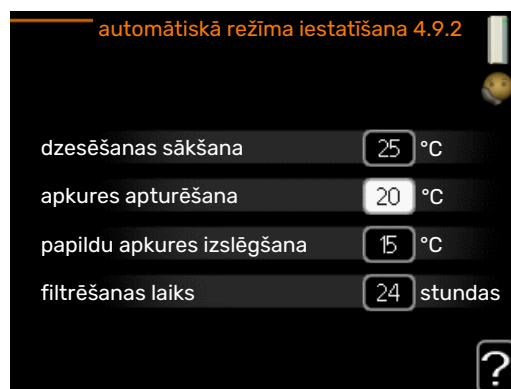 automātiskā režīma iestatīšana 4.9.2
dzesēšanas sākšana 25 °C
apkures apturēšana 20 °C
papildu apkures izslēgšana 15 °C
filtrēšanas laiks 24 stundas
?